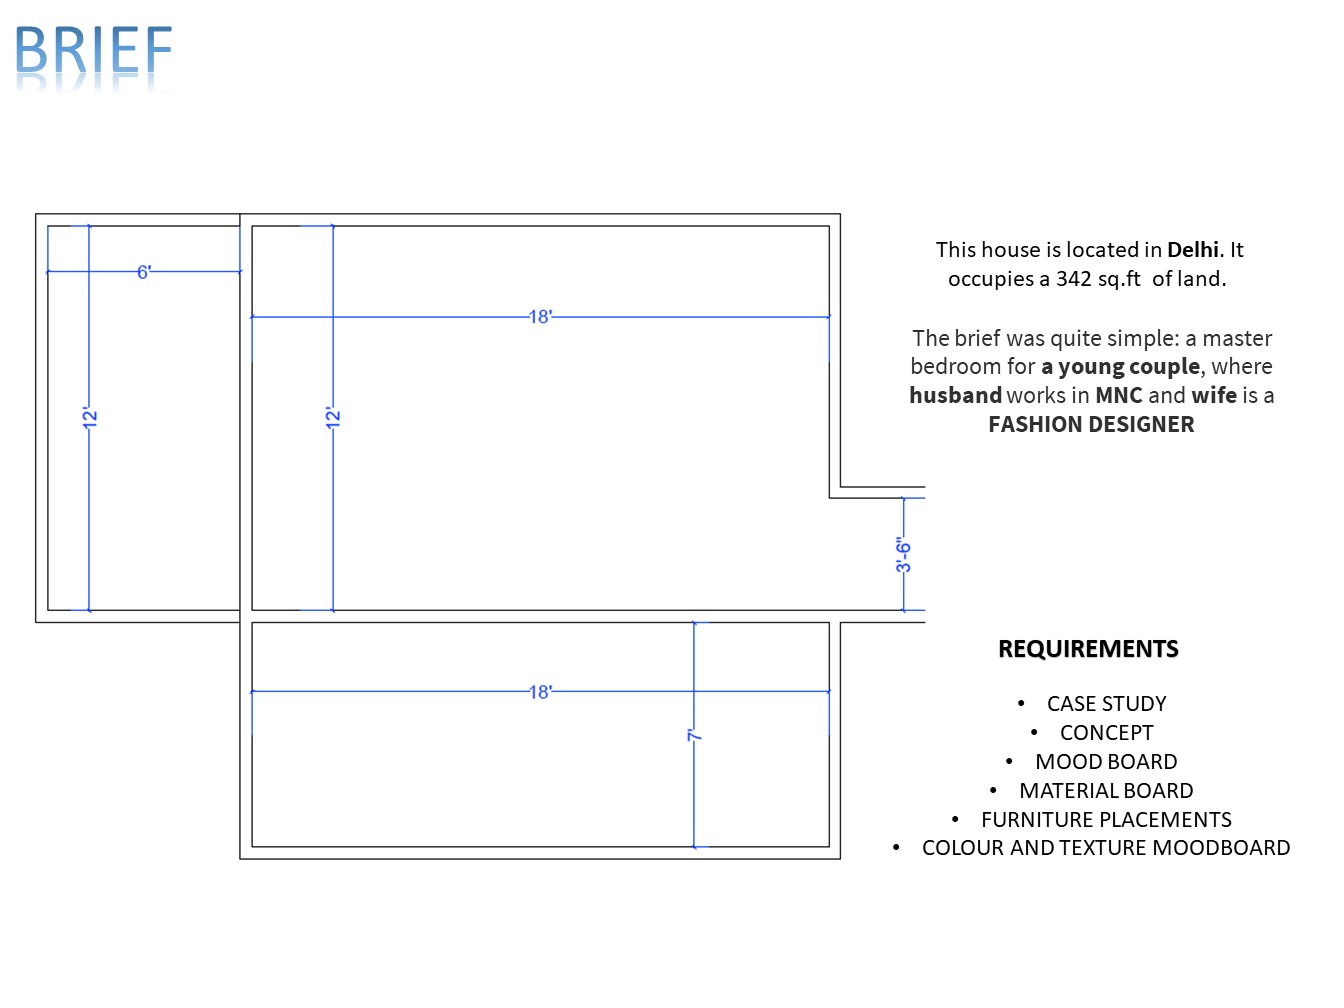 BRIEF
6'
12'
12'
18'
3'-6"
18'
7'
This house is located in Delhi. It
occupies a 342 sq.ft of land.
The brief was quite simple: a master
bedroom for a young couple, where
husband works in MNC and wife is a
FASHION DESIGNER
REQUIREMENTS
• CASE STUDY
• CONCEPT
• MOOD BOARD
• MATERIAL BOARD
• FURNITURE PLACEMENTS
• COLOUR AND TEXTURE MOODBOARD